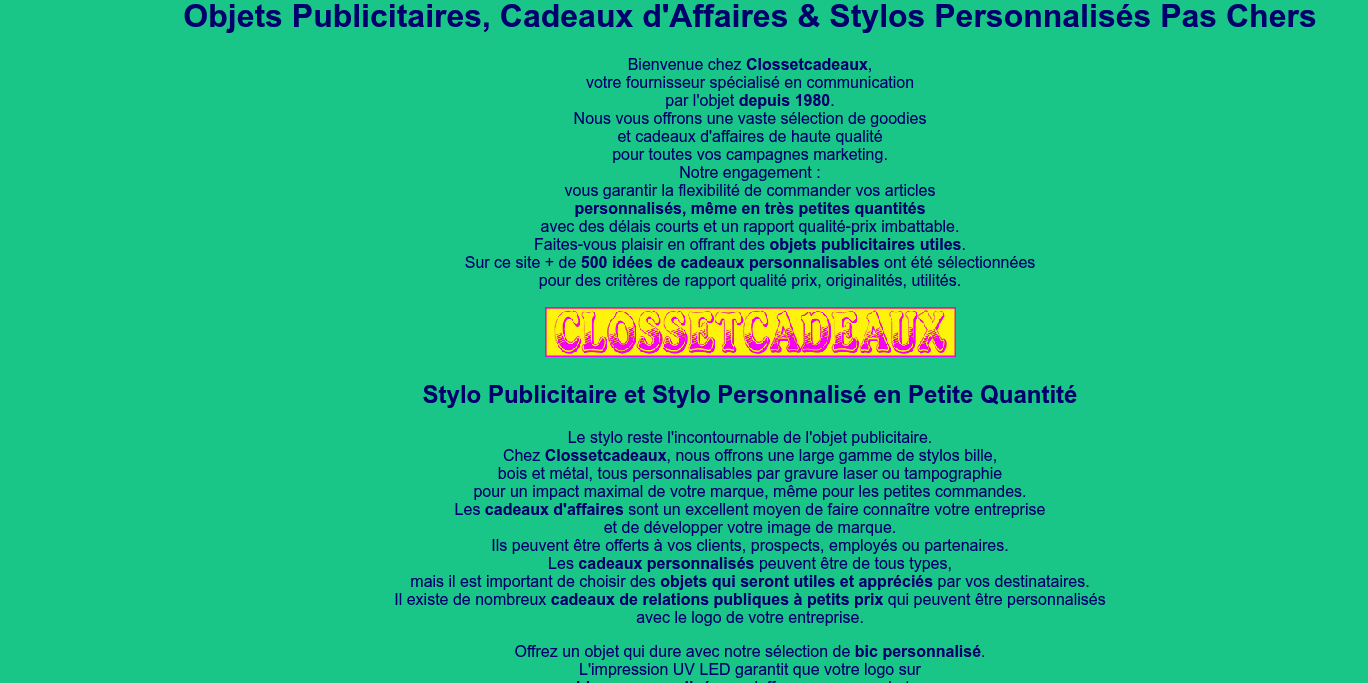 Objets Publicitaires, Cadeaux d'Affaires & Stylos Personnalisés Pas Chers
Bienvenue chez Clossetcadeaux,
votre fournisseur spécialisé en communication
par l'objet depuis 1980.
Nous vous offrons une vaste sélection de goodies
et cadeaux d'affaires de haute qualité
pour toutes vos campagnes marketing.
Notre engagement :
vous garantir la flexibilité de commander vos articles
personnalisés, même en très petites quantités
avec des délais courts et un rapport qualité-prix imbattable.
Faites-vous plaisir en offrant des objets publicitaires utiles.
Sur ce site + de 500 idées de cadeaux personnalisables ont été sélectionnées
pour des critères de rapport qualité prix, originalités, utilités.
CLOSSETCADEAUX
Stylo Publicitaire et Stylo Personnalisé en Petite Quantité
Le stylo reste l'incontournable de l'objet publicitaire.
Chez Clossetcadeaux, nous offrons une large gamme de stylos bille,
bois et métal, tous personnalisables par gravure laser ou tampographie
pour un impact maximal de votre marque, même pour les petites commandes.
Les cadeaux d'affaires sont un excellent moyen de faire connaître votre entreprise
et de développer votre image de marque.
Ils peuvent être offerts à vos clients, prospects, employés ou partenaires.
Les cadeaux personnalisés peuvent être de tous types,
mais il est important de choisir des objets qui seront utiles et appréciés par vos destinataires.
Il existe de nombreux cadeaux de relations publiques à petits prix qui peuvent être personnalisés
avec le logo de votre entreprise.
Offrez un objet qui dure avec notre sélection de bic personnalisé.
L'impression UV LED garantit que votre logo sur